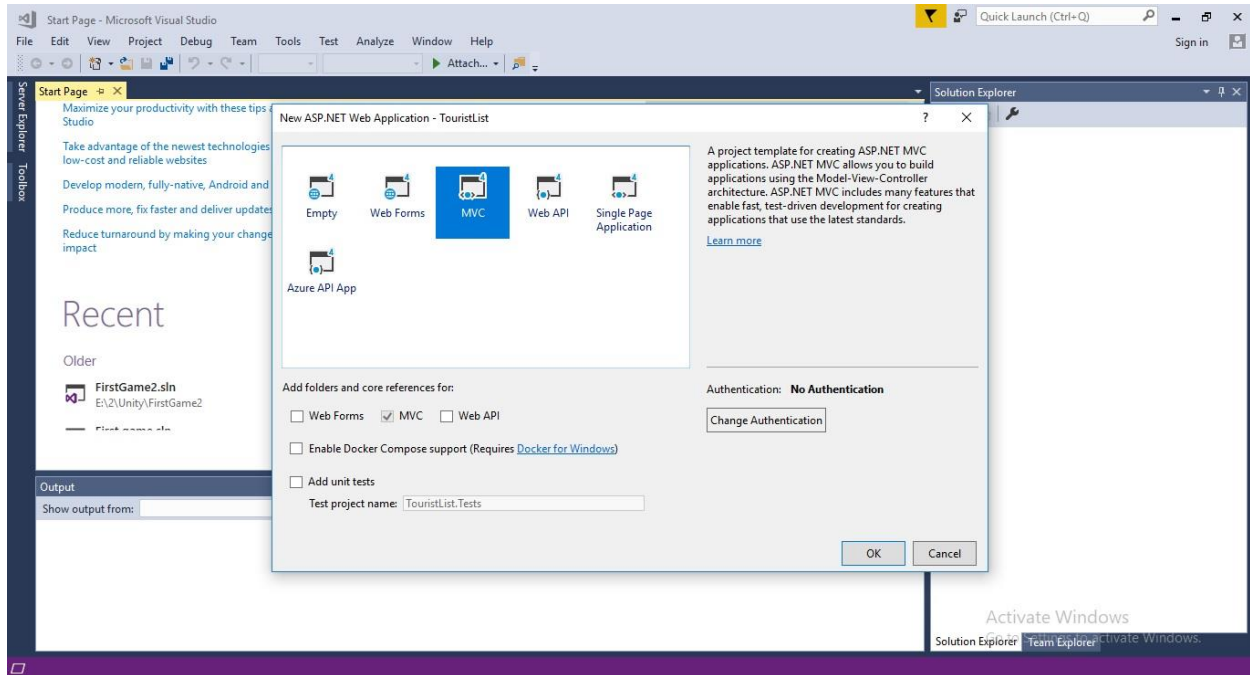 Start Page - Microsoft Visual Studio
Quick Launch (Ctrl+Q)
File Edit View Project Debug Team Tools Test Analyze Window Help
Sign in
Attach...
Server Explorer
Toolbox
Start Page
Maximize your productivity with these tips
Studio
Take advantage of the newest technologies
low-cost and reliable websites
Develop modern, fully-native, Android and
Produce more, fix faster and deliver updates
Reduce turnaround by making your change
impact
Recent
Older
FirstGame2.sln
E:\2\Unity\FirstGame2
Output
Show output from:
New ASP.NET Web Application - TouristList
?
Empty
Web Forms
MVC
Web API
Single Page
Application
Azure API App
A project template for creating ASP.NET MVC
applications. ASP.NET MVC allows you to build
applications using the Model-View-Controller
architecture. ASP.NET MVC includes many features that
enable fast, test-driven development for creating
applications that use the latest standards.
Learn more
Add folders and core references for:
Web Forms MVC Web API
Enable Docker Compose support (Requires Docker for Windows)
Add unit tests
Test project name: TouristList.Tests
Authentication: No Authentication
Change Authentication
OK Cancel
Solution Explorer
Activate Windows
Go to Settings to activate Windows.
Solution Explorer Team Explorer